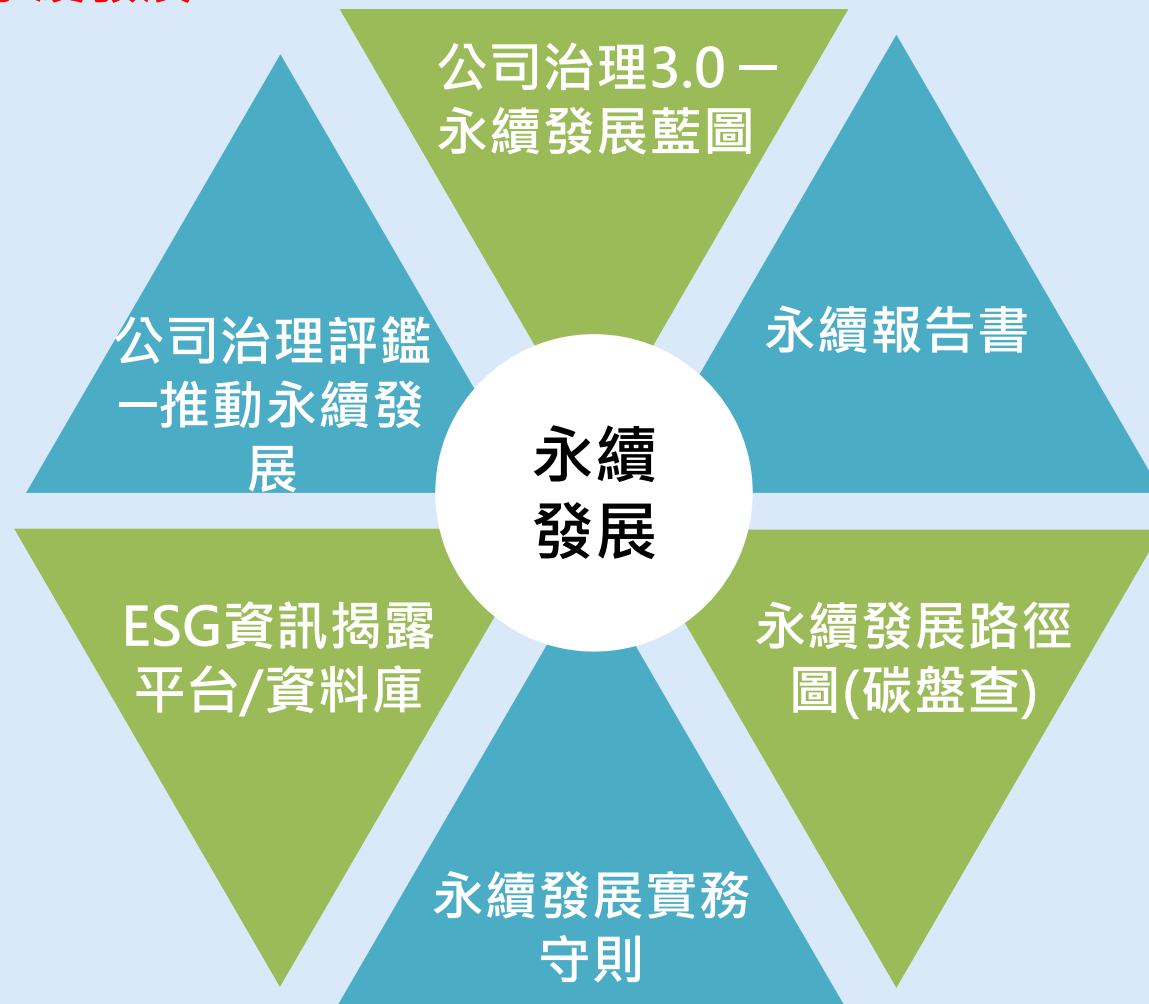 公司治理3.0－
永續發展藍圖
永續報告書
公司治理評鑑
－推動永續發
展
永續
發展
ESG資訊揭露
平台/資料庫
永續發展路徑
圖(碳盤查)
永續發展實務
守則